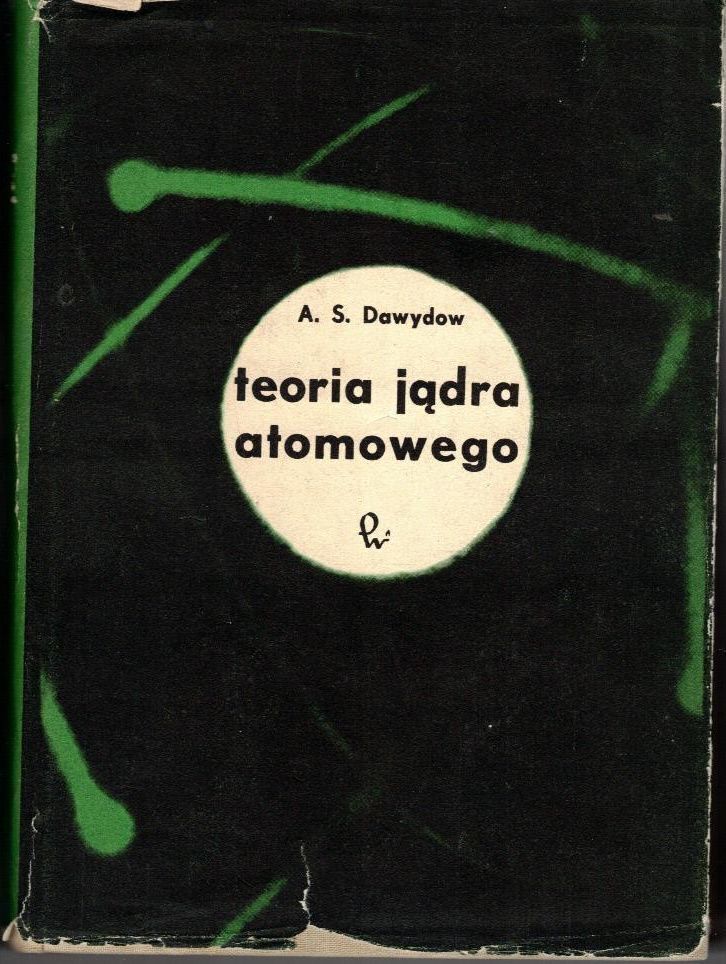 A. S. Dawydow
teoria jądra
atomowego